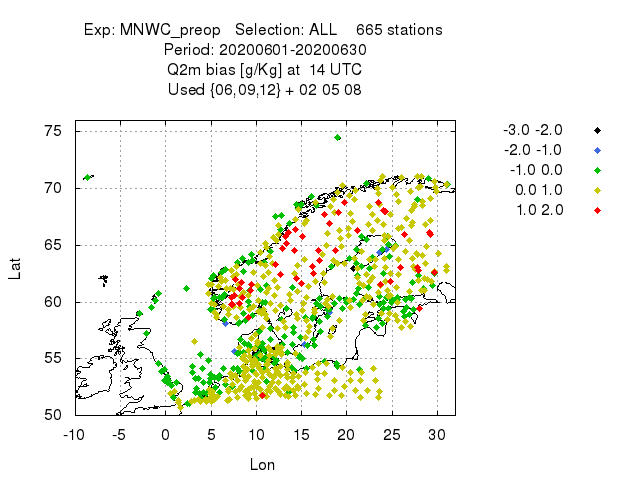 Exp: MNWC_preop   Selection: ALL    665 stations
Period: 20200601-20200630
Q2m bias [g/Kg] at  14 UTC
Used {06,09,12} + 02 05 08
-3.0 -2.0
-2.0 -1.0
-1.0 0.0
0.0 1.0
1.0 2.0
75
70
65
60
55
50
Lat
-10 -5 0 5 10 15 20 25 30
Lon